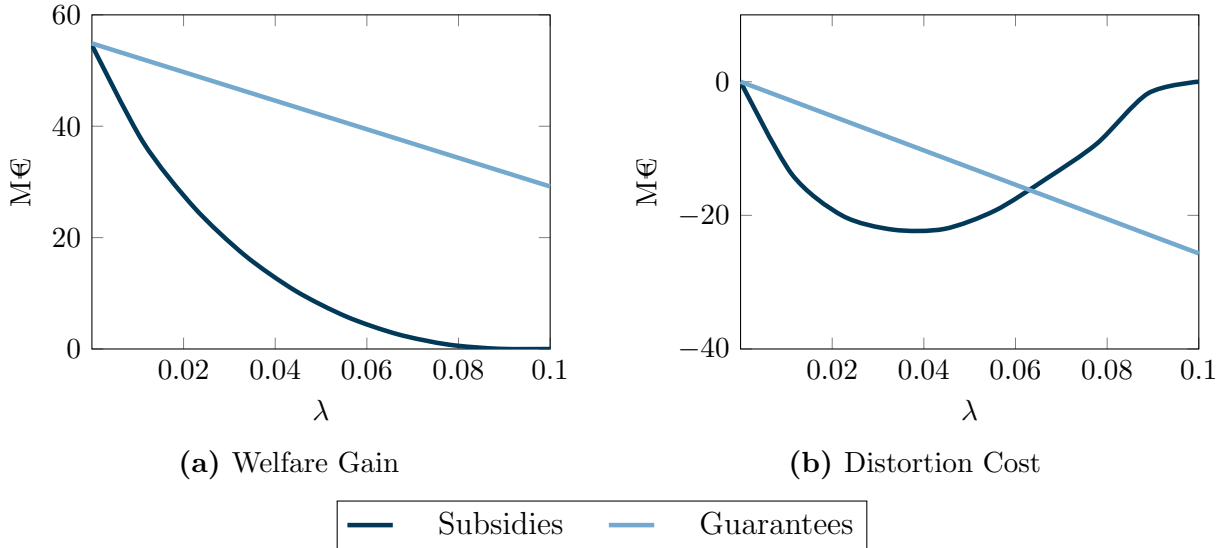 60
40
20
0
M€
0.02 0.04 0.06 0.08 0.1
λ
(a) Welfare Gain
0
−20
−40
M€
0.02 0.04 0.06 0.08 0.1
λ
(b) Distortion Cost
Subsidies Guarantees